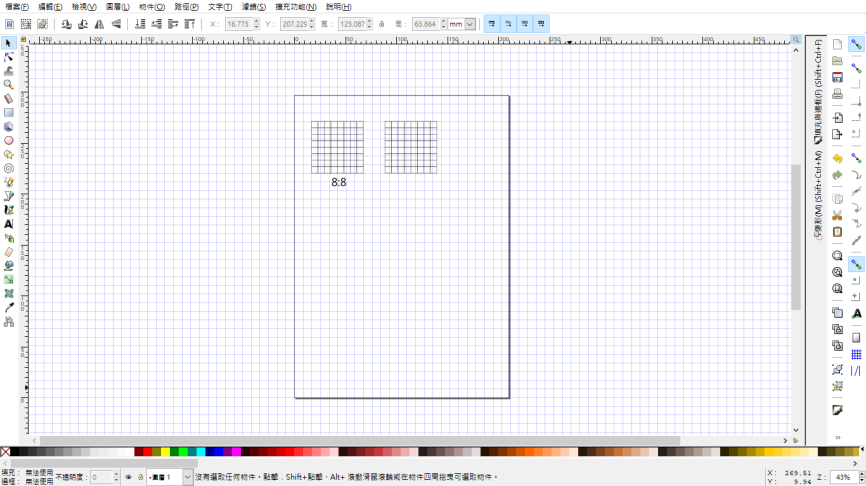 檔案(F) 編輯(E) 檢視(V) 圖層(L) 物件(O) 路徑(P) 文字(T) 濾鏡(S) 擴充功能(N) 說明(H)
X: 16.773 Y: 207.229 寬: 123.087 高: 63.864 mm
8:8
填充與邊框(F) (Shift+Ctrl+F)
變形(M) (Shift+Ctrl+M)
填充: 無法使用
邊框: 無法使用
不透明度: 0
•圖層 1
沒有選取任何物件。點擊、Shift+點擊、Alt+ 滾動滑鼠滾輪或在物件四周拖曳可選取物件。
X: 269.51
Y: 9.94
Z: 43%